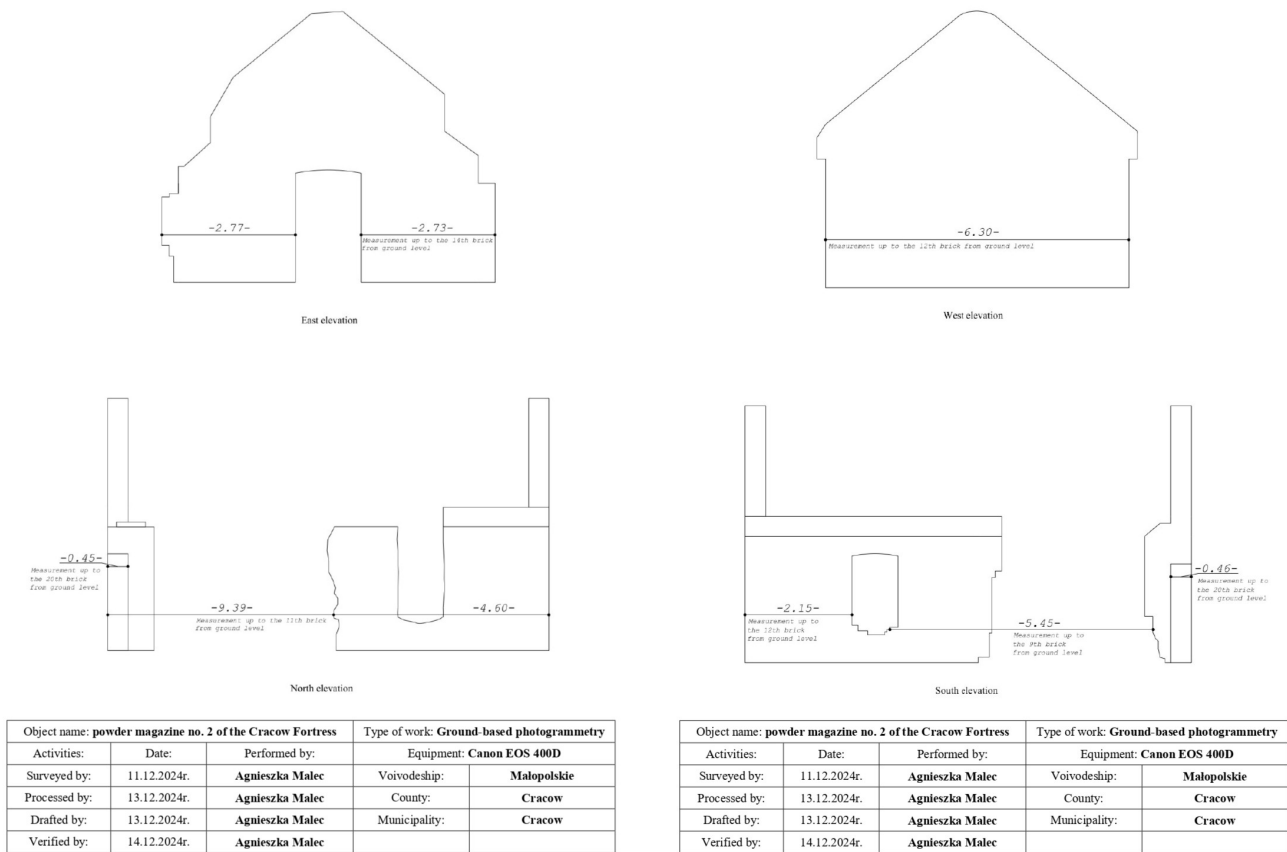 -2.77-
-2.73-
Measurement up to the 14th brick
from ground level
East elevation
-6.30-
Measurement up to the 12th brick from ground level
West elevation
-0.45-
Measurement up to
the 20th brick
from ground level
-9.39-
Measurement up to the 11th brick
from ground level
-4.60-
North elevation
-2.15-
Measurement up to
the 12th brick
from ground level
-5.45-
Measurement up to
the 9th brick
from ground level
-0.46-
Measurement up to
the 20th brick
from ground level
South elevation
Object name: powder magazine no. 2 of the Cracow Fortress Type of work: Ground-based photogrammetry
Activities: Date: Performed by: Equipment: Canon EOS 400D
Surveyed by: 11.12.2024r. Agnieszka Malec Voivodeship: Małopolskie
Processed by: 13.12.2024r. Agnieszka Malec County: Cracow
Drafted by: 13.12.2024r. Agnieszka Malec Municipality: Cracow
Verified by: 14.12.2024r. Agnieszka Malec
Object name: powder magazine no. 2 of the Cracow Fortress Type of work: Ground-based photogrammetry
Activities: Date: Performed by: Equipment: Canon EOS 400D
Surveyed by: 11.12.2024r. Agnieszka Malec Voivodeship: Małopolskie
Processed by: 13.12.2024r. Agnieszka Malec County: Cracow
Drafted by: 13.12.2024r. Agnieszka Malec Municipality: Cracow
Verified by: 14.12.2024r. Agnieszka Malec